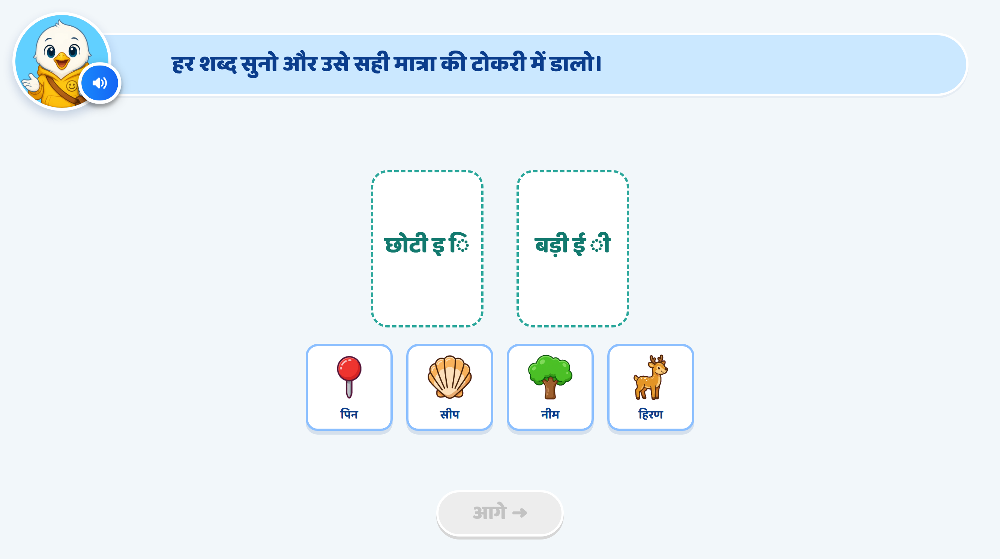 हर शब्द सुनो और उसे सही मात्रा की टोकरी में डालो।
छोटी इ ि
बड़ी ई ी
पिन
सीप
नीम
हिरण
आगे →